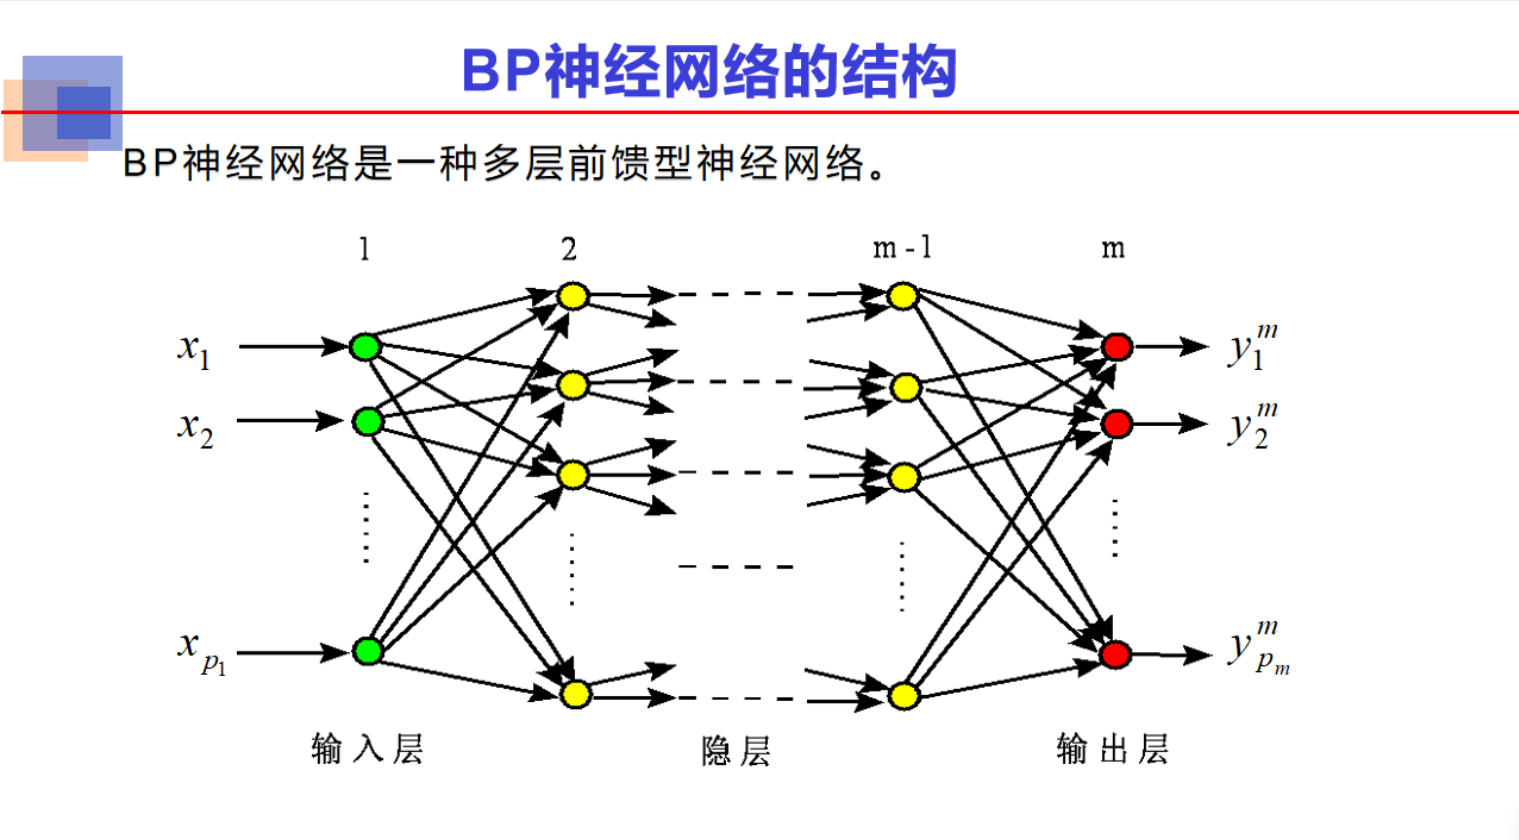 BP神经网络的结构
BP神经网络是一种多层前馈型神经网络。
1 2 m-1 m
x_1 y_1^m
x_2 y_2^m
x_{p_1} y_{p_m}^m
输入层 隐层 输出层